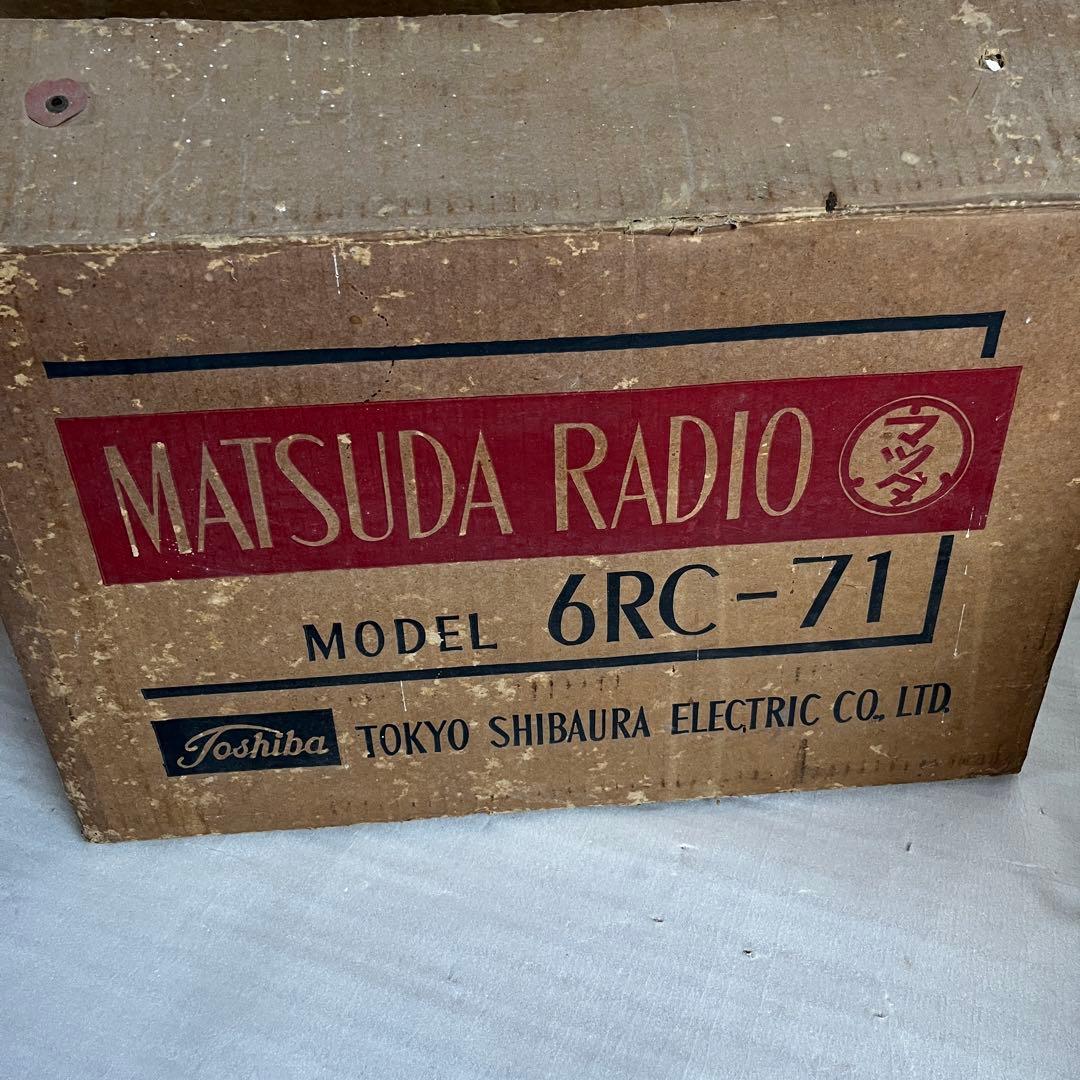 MATSUDA RADIO マツダ
MODEL 6RC-71
Toshiba TOKYO SHIBAURA ELECTRIC CO., LTD.